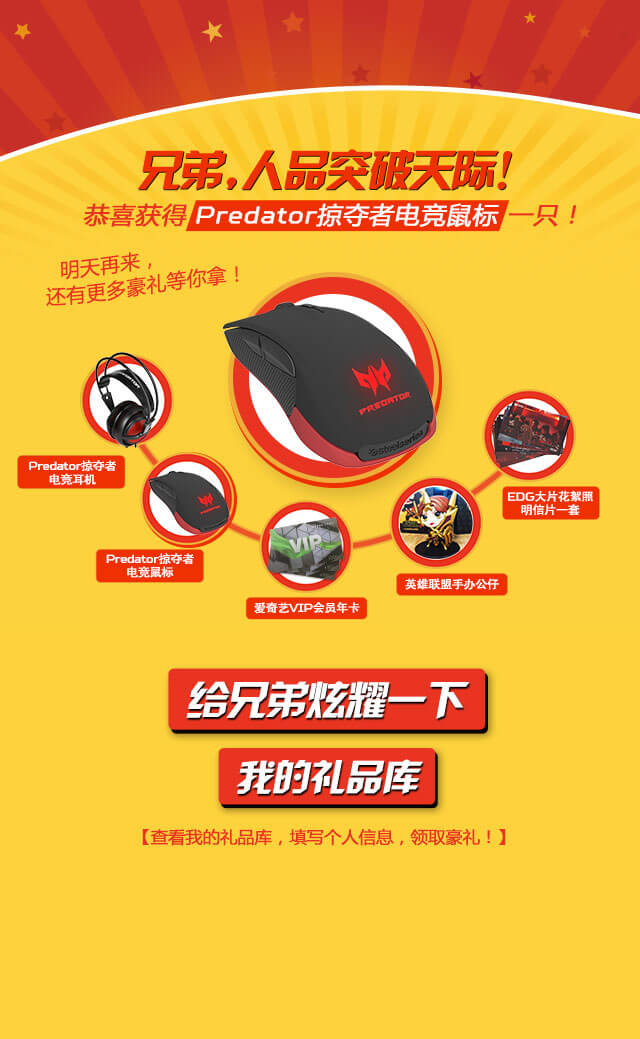 兄弟,人品突破天际!
恭喜获得 Predator掠夺者电竞鼠标 一只！
明天再来，
还有更多豪礼等你拿！
PREDATOR
steelseries
Predator掠夺者
电竞耳机
PREDATOR
Predator掠夺者
电竞鼠标
VIP
爱奇艺VIP会员年卡
英雄联盟手办公仔
EDG大片花絮照
明信片一套
给兄弟炫耀一下
我的礼品库
【查看我的礼品库，填写个人信息，领取豪礼！】